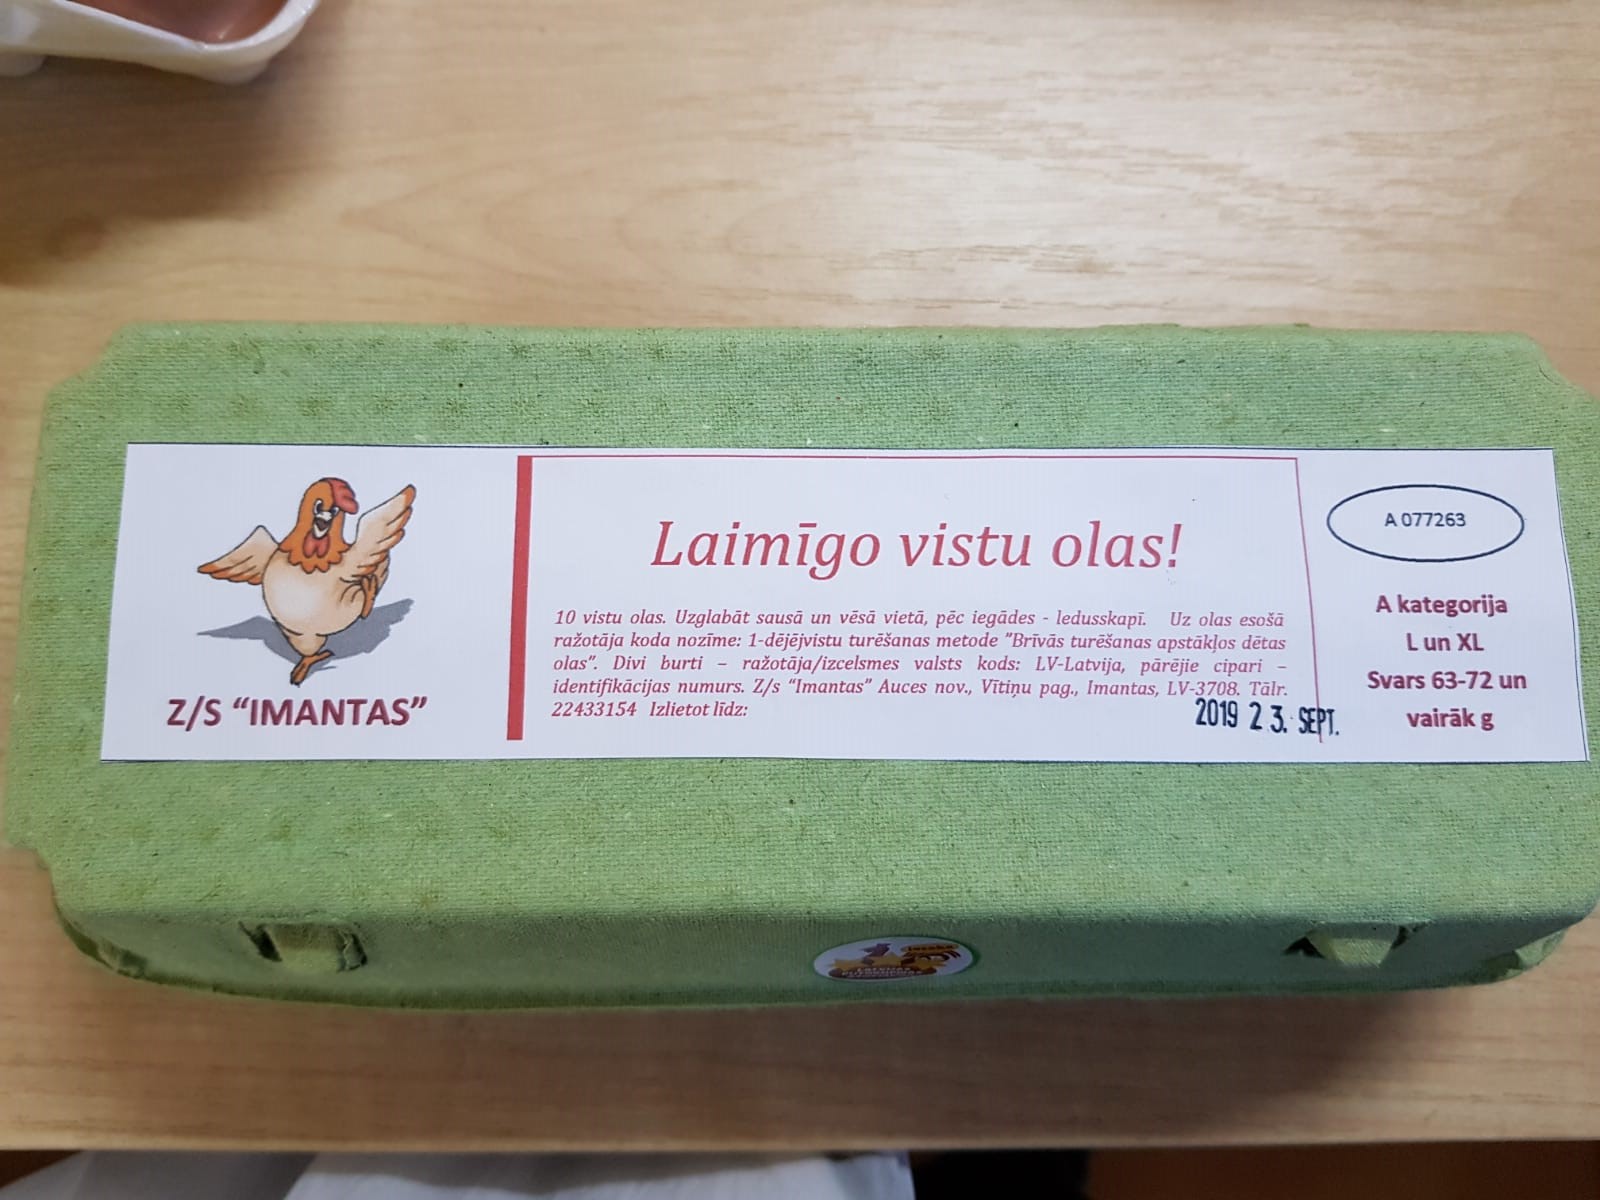 Z/S “IMANTAS”
Laimīgo vistu olas!
10 vistu olas. Uzglabāt sausā un vēsā vietā, pēc iegādes - ledusskapī. Uz olas esošā
ražotāja koda nozīme: 1-dējējvistu turēšanas metode "Brīvās turēšanas apstākļos dētas
olas". Divi burti – ražotāja/izcelsmes valsts kods: LV-Latvija, pārējie cipari –
identifikācijas numurs. Z/s “Imantas” Auces nov., Vītiņu pag., Imantas, LV-3708. Tālr.
22433154 Izlietot līdz:
2019 23. SEPT.
A 077263
A kategorija
L un XL
Svars 63-72 un
vairāk g